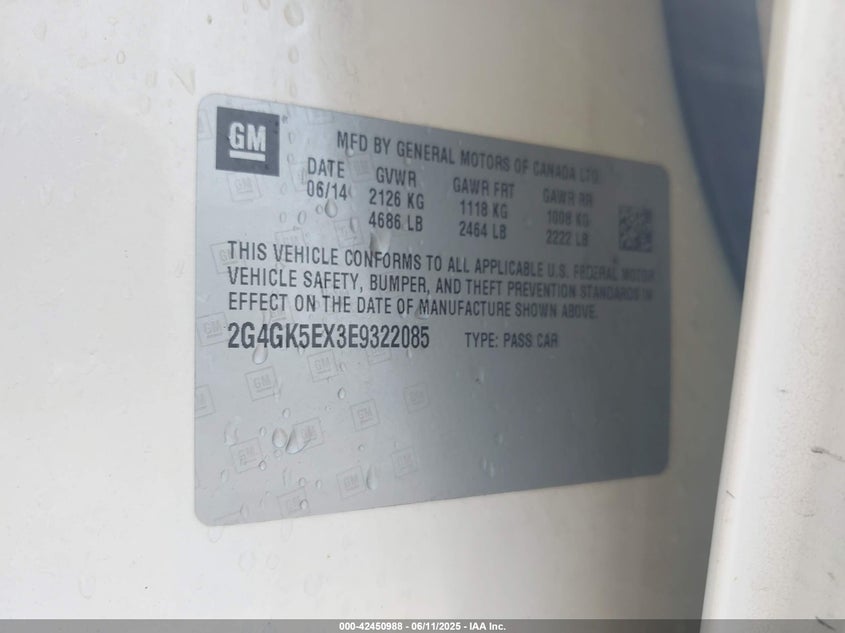 GM
MFD BY GENERAL MOTORS OF CANADA LTD
DATE GVWR GAWR FRT GAWR RR
06/14 2126 KG 1118 KG 1008 KG
4686 LB 2464 LB 2222 LB
THIS VEHICLE CONFORMS TO ALL APPLICABLE U.S. FEDERAL MOTOR
VEHICLE SAFETY, BUMPER, AND THEFT PREVENTION STANDARDS IN
EFFECT ON THE DATE OF MANUFACTURE SHOWN ABOVE.
2G4GK5EX3E9322085 TYPE: PASS CAR
000-42450988 - 06/11/2025 - IAA Inc.